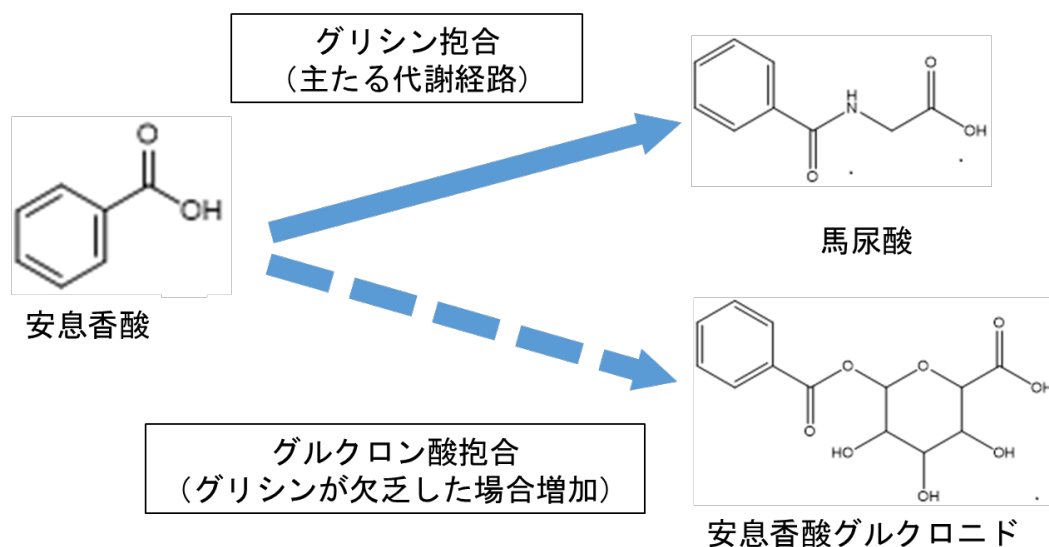 グリシン抱合
（主たる代謝経路）
O
OH
安息香酸
O
H
N
OH
O
馬尿酸
グルクロン酸抱合
（グリシンが欠乏した場合増加）
O
O
O
OH
O
HO
OH
OH
安息香酸グルクロニド